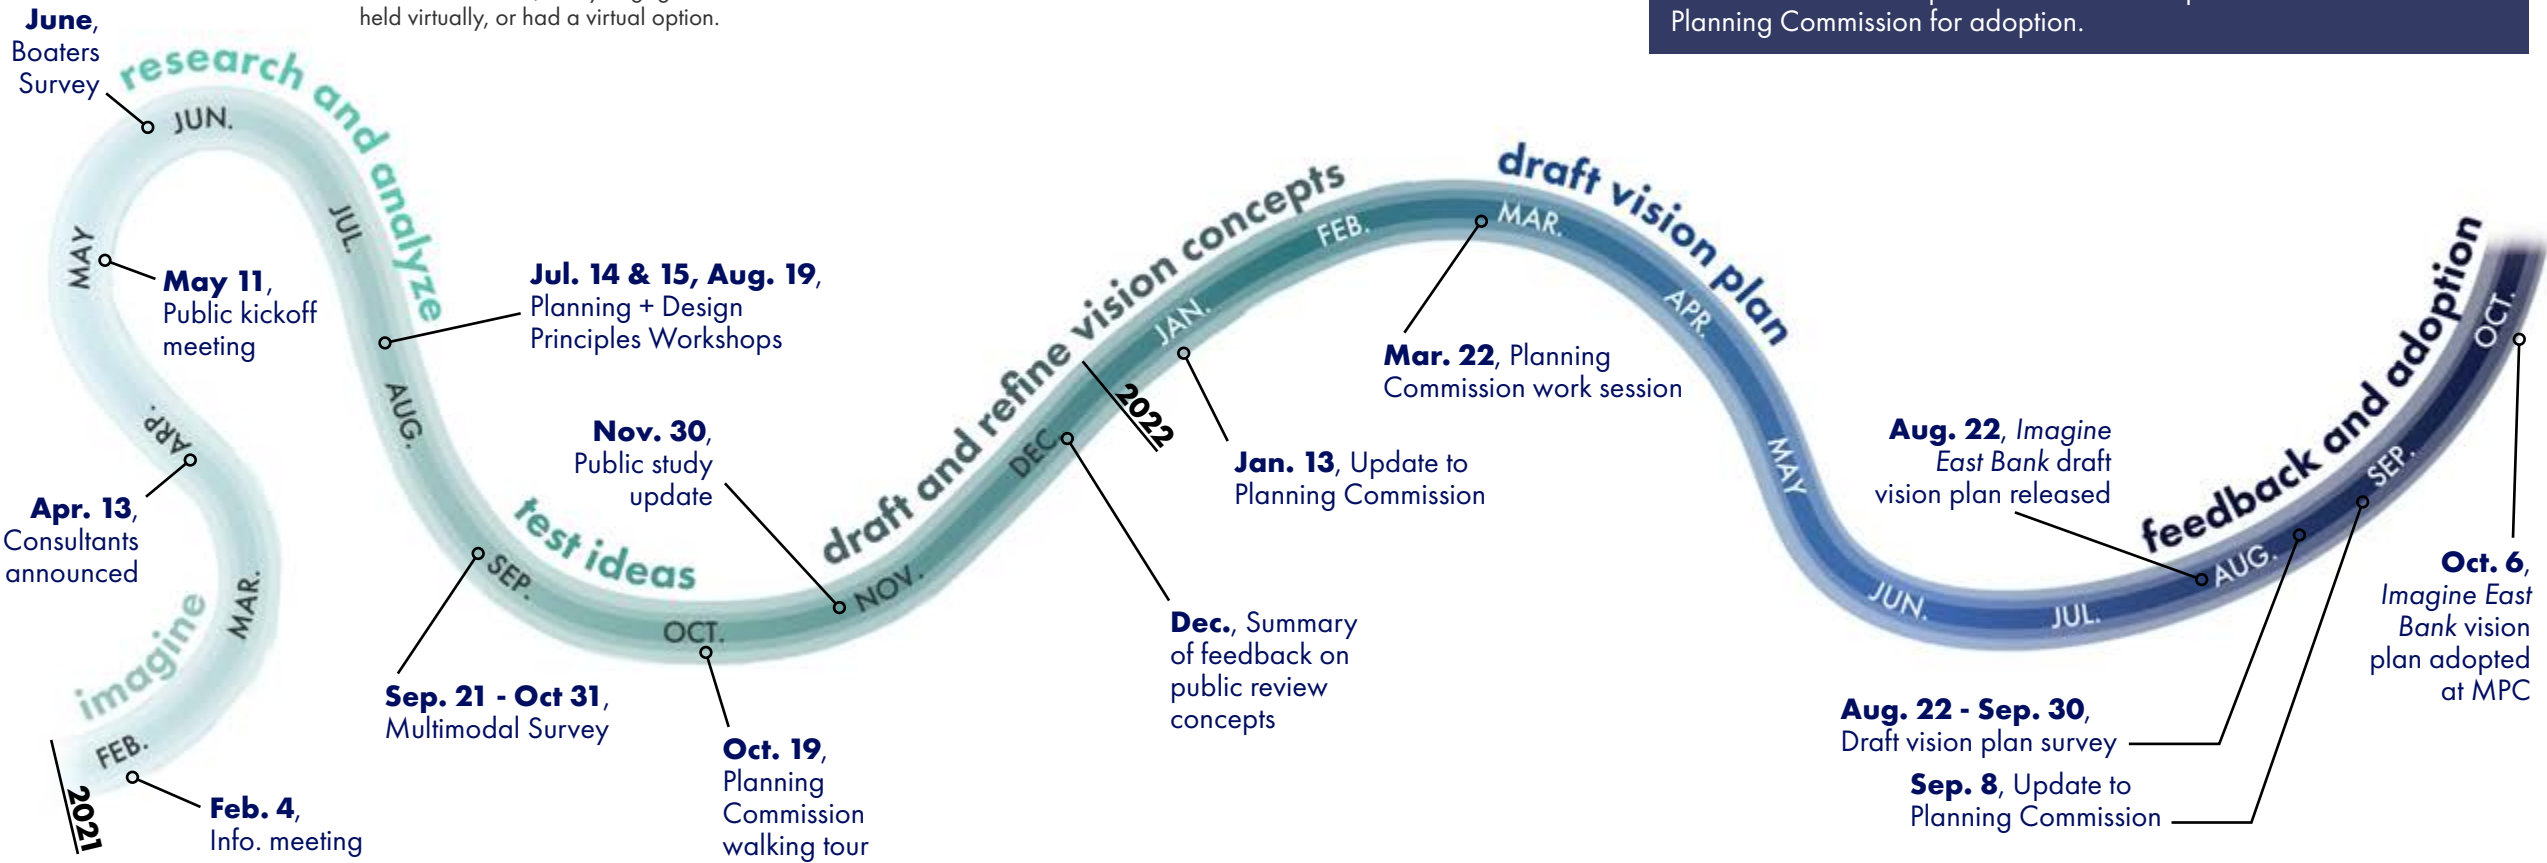 held virtually, or had a virtual option.
Planning Commission for adoption.
June,
Boaters
Survey
research and analyze
JUN.
MAY
May 11,
Public kickoff
meeting
ARP.
Apr. 13,
Consultants
announced
MAR.
imagine
FEB.
2021
Feb. 4,
Info. meeting
JUL.
Jul. 14 & 15, Aug. 19,
Planning + Design
Principles Workshops
AUG.
Sep. 21 - Oct 31,
Multimodal Survey
SEP.
test ideas
OCT.
Oct. 19,
Planning
Commission
walking tour
Nov. 30,
Public study
update
NOV.
draft and refine vision concepts
DEC.
Dec., Summary
of feedback on
public review
concepts
2022
JAN.
Jan. 13, Update to
Planning Commission
FEB.
draft vision plan
MAR.
Mar. 22, Planning
Commission work session
APR.
MAY
JUN.
JUL.
Aug. 22, Imagine
East Bank draft
vision plan released
feedback and adoption
AUG.
Aug. 22 - Sep. 30,
Draft vision plan survey
SEP.
Sep. 8, Update to
Planning Commission
OCT.
Oct. 6,
Imagine East
Bank vision
plan adopted
at MPC